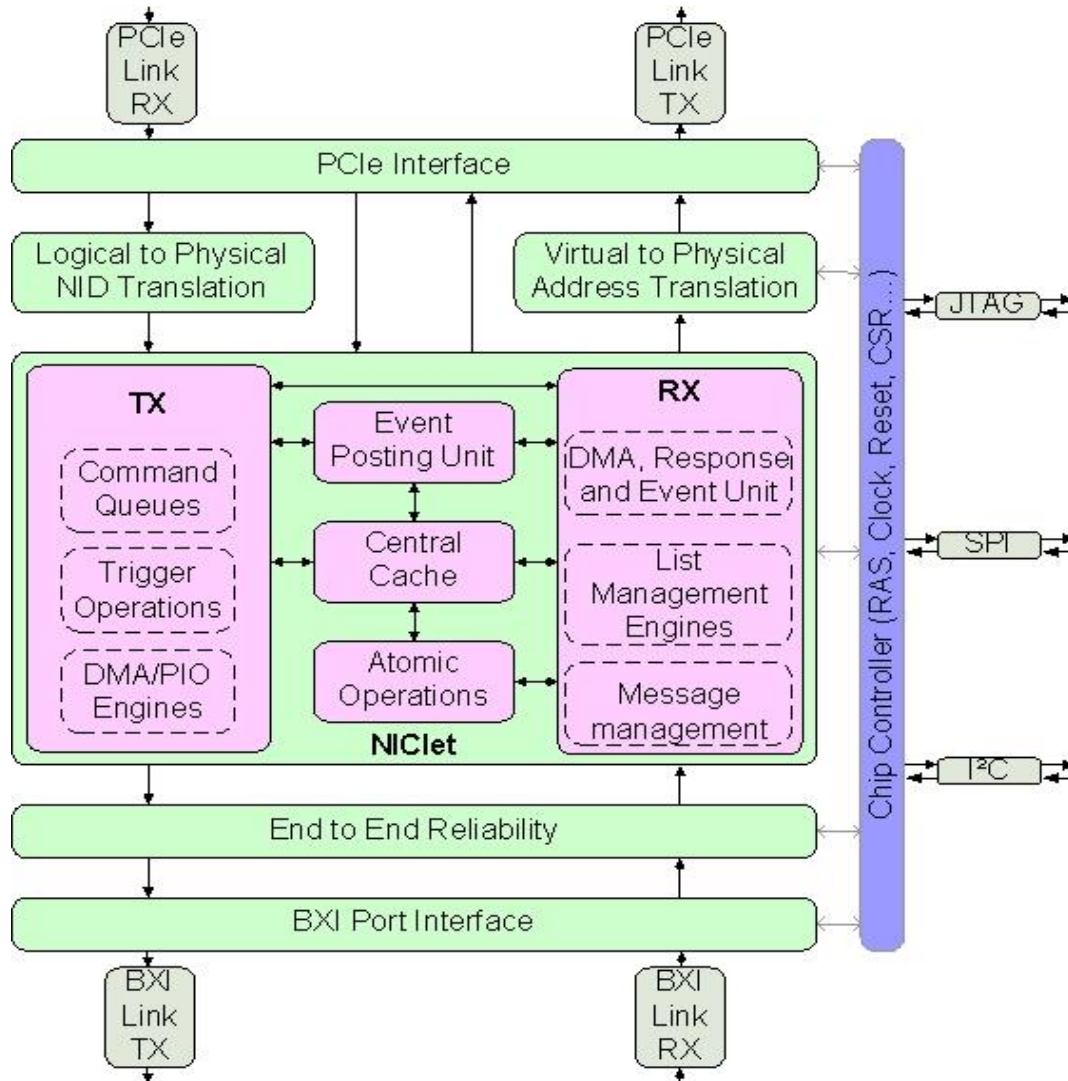 PCIe
Link
RX
PCIe
Link
TX
PCIe Interface
Logical to Physical
NID Translation
Virtual to Physical
Address Translation
TX
Command
Queues
Trigger
Operations
DMA/PIO
Engines
Event
Posting Unit
Central
Cache
Atomic
Operations
NIClet
RX
DMA, Response
and Event Unit
List
Management
Engines
Message
management
End to End Reliability
BXI Port Interface
BXI
Link
TX
BXI
Link
RX
Chip Controller (RAS, Clock, Reset, CSR...)
JTAG
SPI
I²C